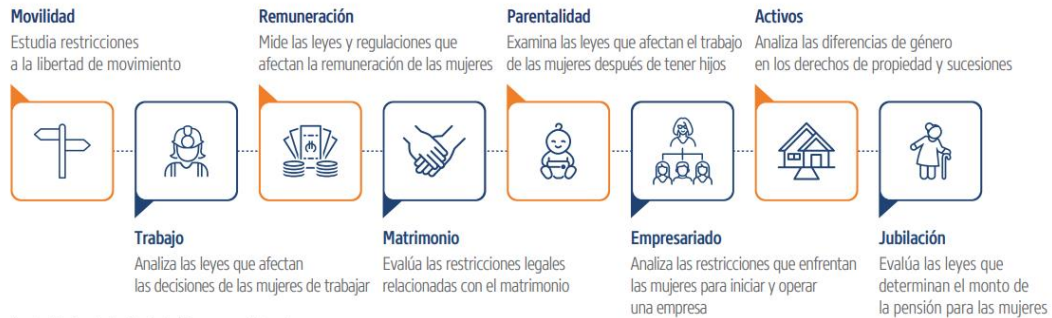 Movilidad
Estudia restricciones
a la libertad de movimiento
Remuneración
Mide las leyes y regulaciones que
afectan la remuneración de las mujeres
Parentalidad
Examina las leyes que afectan el trabajo
de las mujeres después de tener hijos
Activos
Analiza las diferencias de género
en los derechos de propiedad y sucesiones
Trabajo
Analiza las leyes que afectan
las decisiones de las mujeres de trabajar
Matrimonio
Evalúa las restricciones legales
relacionadas con el matrimonio
Empresariado
Analiza las restricciones que enfrentan
las mujeres para iniciar y operar
una empresa
Jubilación
Evalúa las leyes que
determinan el monto de
la pensión para las mujeres